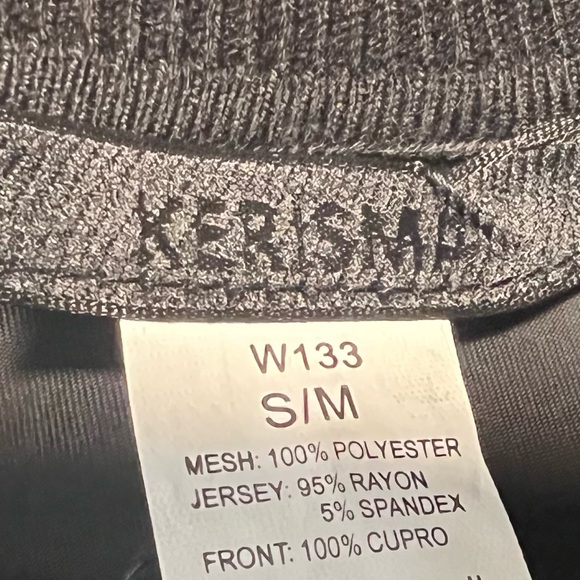 KERISMA
W133
S/M
MESH: 100% POLYESTER
JERSEY: 95% RAYON
5% SPANDEX
FRONT: 100% CUPRO